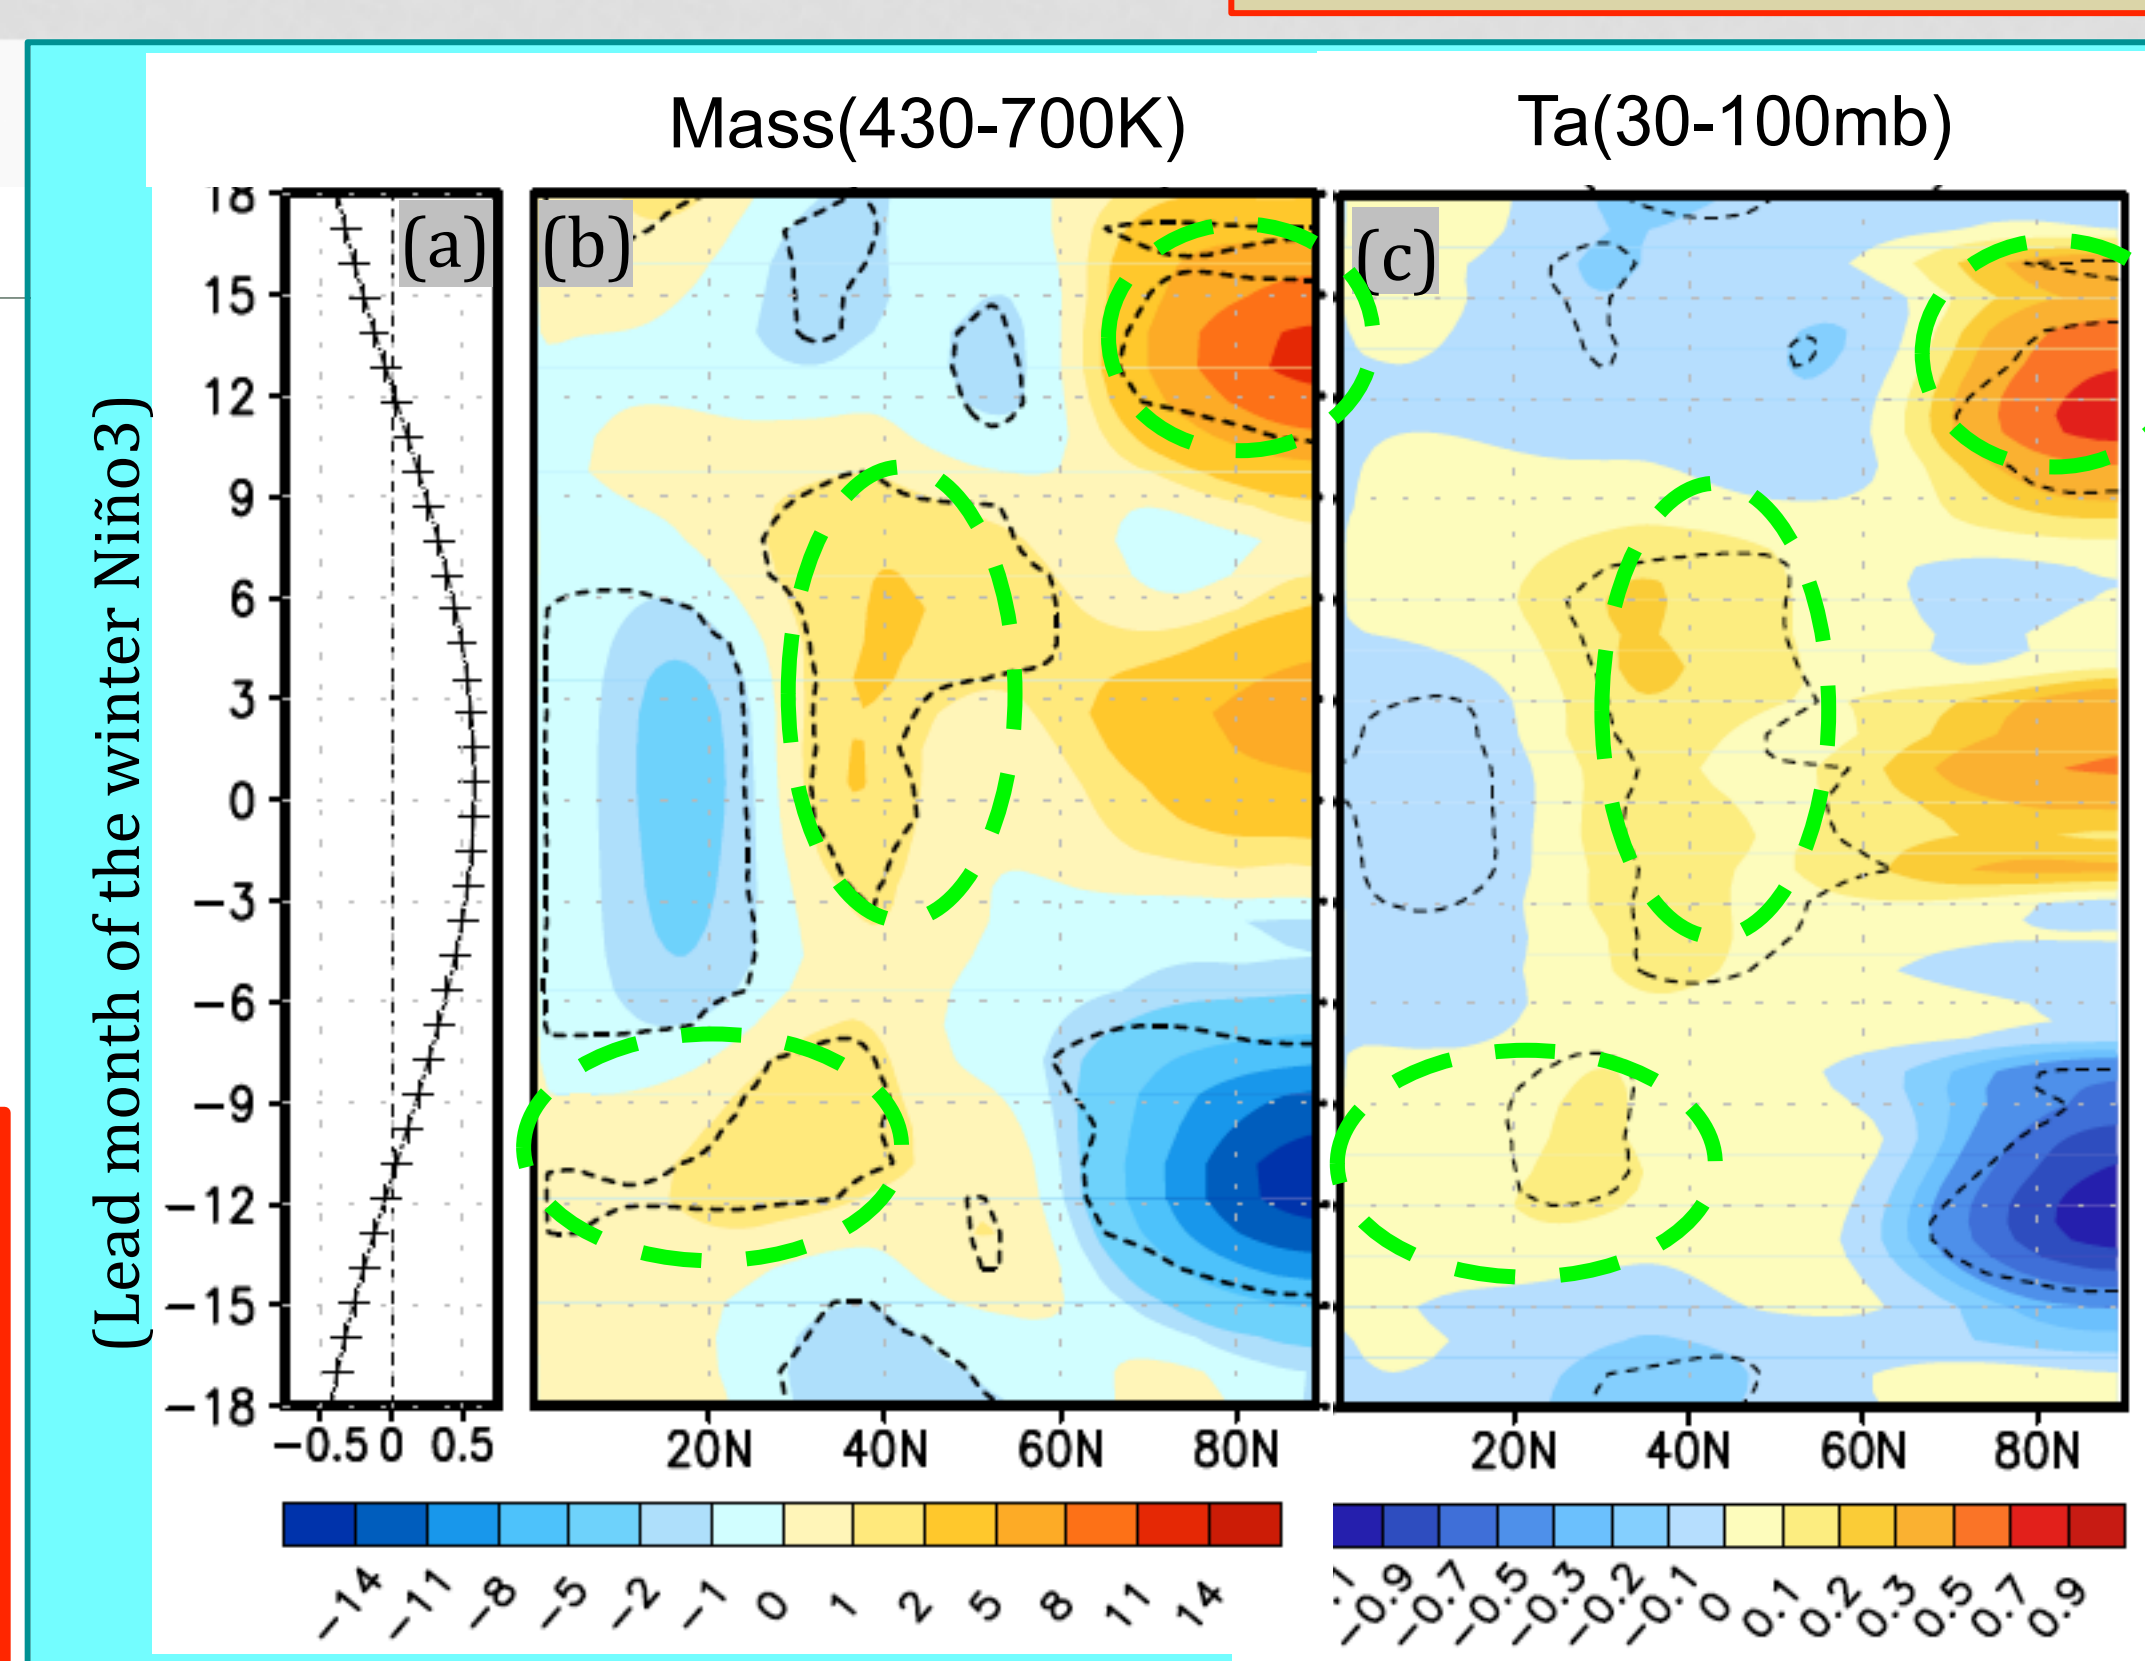 Mass(430-700K)
Ta(30-100mb)
(Lead month of the winter Niño3)
(a)
(b)
(c)
18
15
12
9
6
3
0
−3
−6
−9
−12
−15
−18
−0.5 0 0.5
20N 40N 60N 80N
20N 40N 60N 80N
−14 −11 −8 −5 −2 −1 0 1 2 5 8 11 14
−0.9 −0.7 −0.5 −0.3 −0.2 −0.1 0 0.1 0.2 0.3 0.5 0.7 0.9